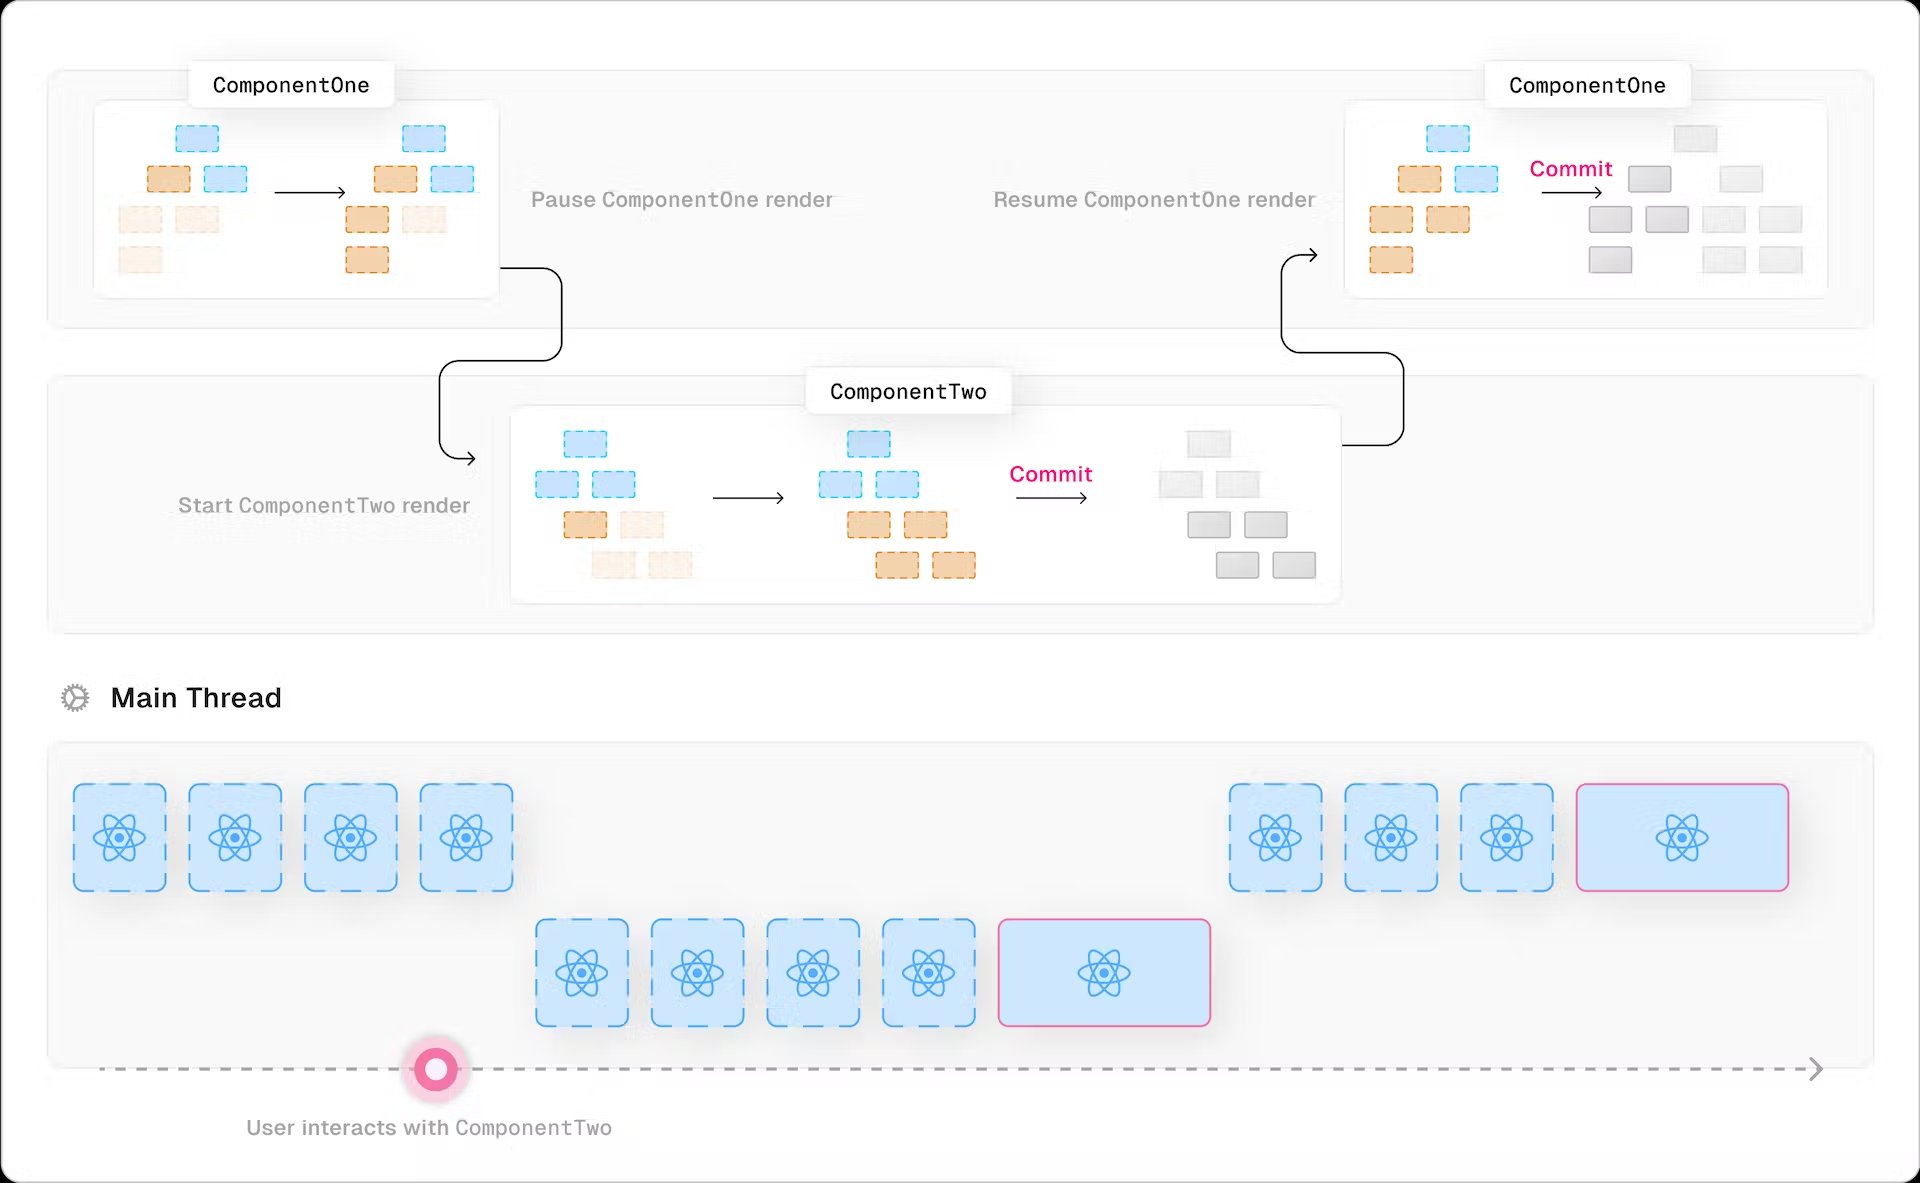 ComponentOne
ComponentOne
Commit
Pause ComponentOne render
Resume ComponentOne render
ComponentTwo
Commit
Start ComponentTwo render
Main Thread
User interacts with ComponentTwo